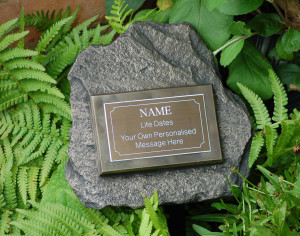 NAME
Life Dates
Your Own Personalised
Message Here